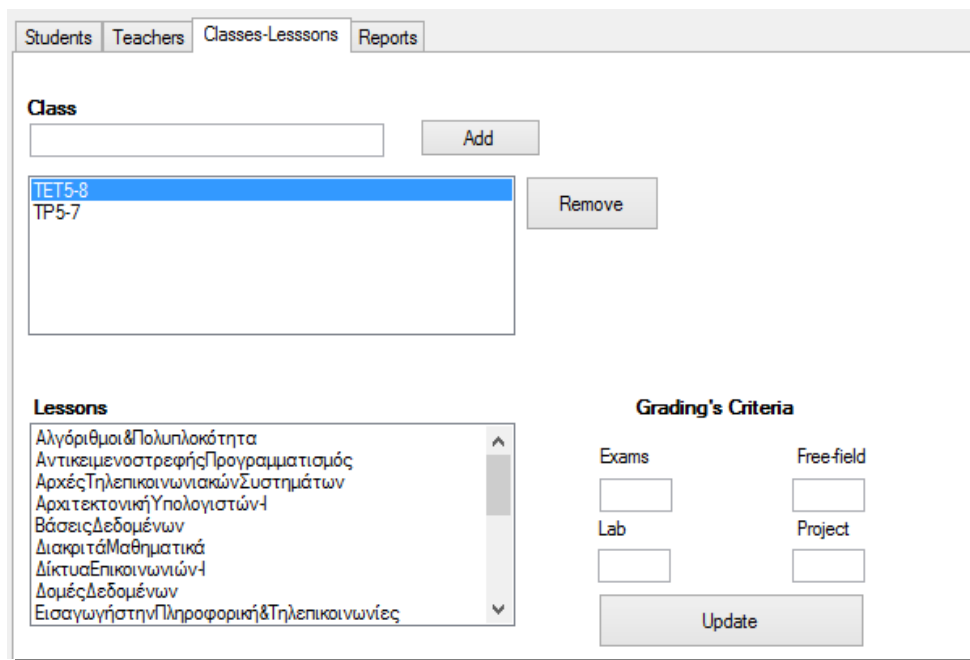 Students Teachers Classes-Lesssons Reports
Class
Add
TET5-8
TP5-7
Remove
Lessons
Αλγόριθμοι&Πολυπλοκότητα
ΑντικειμενοστρεφήςΠρογραμματισμός
ΑρχέςΤηλεπικοινωνιακώνΣυστημάτων
ΑρχιτεκτονικήΥπολογιστών-I
ΒάσειςΔεδομένων
ΔιακριτάΜαθηματικά
ΔίκτυαΕπικοινωνιών-I
ΔομέςΔεδομένων
ΕισαγωγήστηνΠληροφορική&Τηλεπικοινωνίες
Grading's Criteria
Exams Free-field
Lab Project
Update